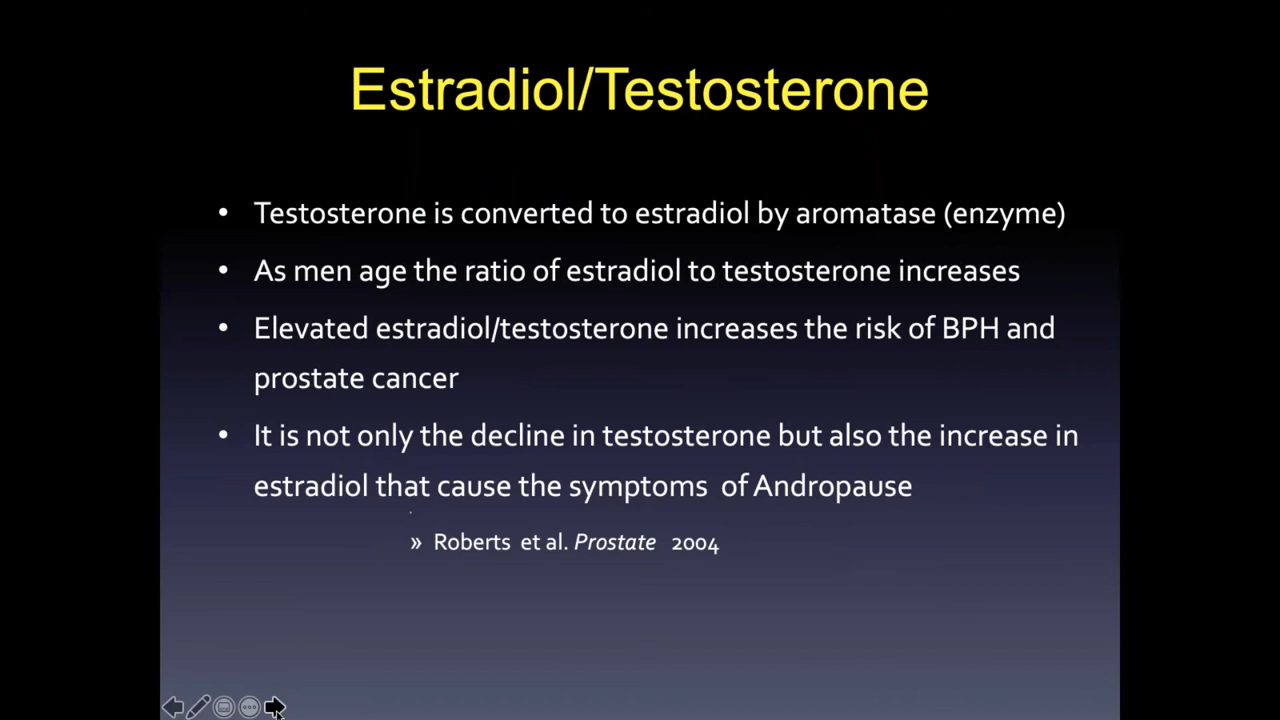 Estradiol/Testosterone
• Testosterone is converted to estradiol by aromatase (enzyme)
• As men age the ratio of estradiol to testosterone increases
• Elevated estradiol/testosterone increases the risk of BPH and
prostate cancer
• It is not only the decline in testosterone but also the increase in
estradiol that cause the symptoms of Andropause
» Roberts et al. Prostate 2004